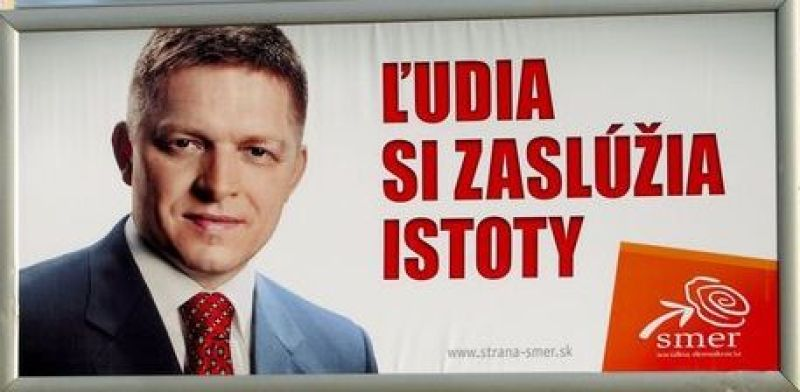 ĽUDIA
SI ZASLÚŽIA
ISTOTY
www.strana-smer.sk
smer
sociálna demokracia